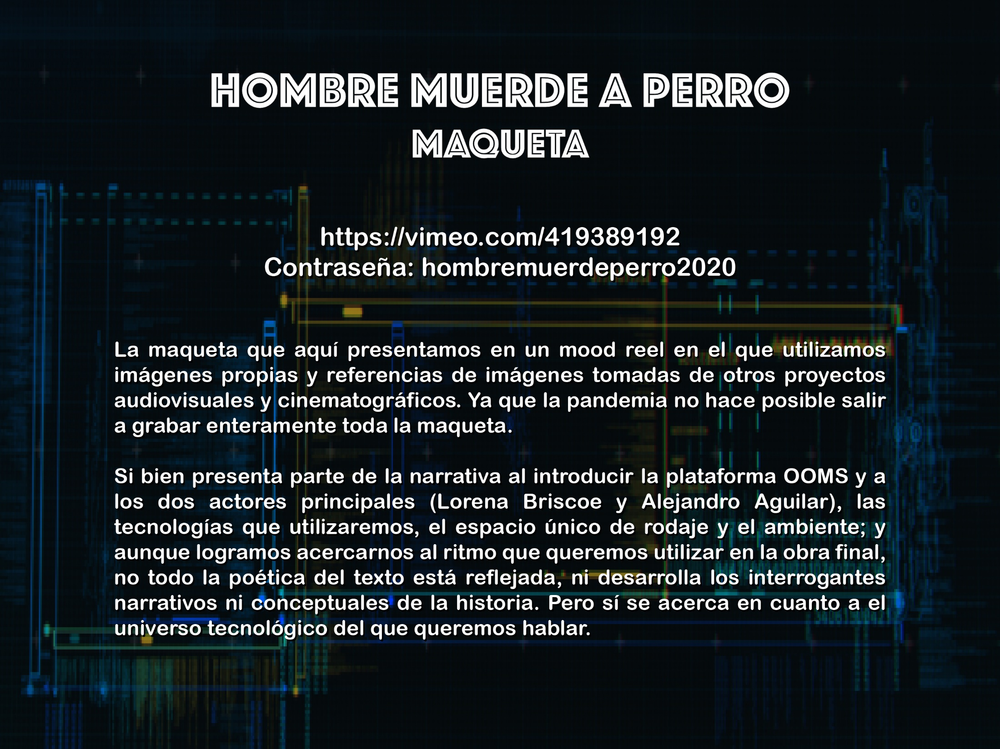 HOMBRE MUERDE A PERRO
MAQUETA
https://vimeo.com/419389192
Contraseña: hombremuerdeperro2020
La maqueta que aquí presentamos en un mood reel en el que utilizamos
imágenes propias y referencias de imágenes tomadas de otros proyectos
audiovisuales y cinematográficos. Ya que la pandemia no hace posible salir
a grabar enteramente toda la maqueta.
Si bien presenta parte de la narrativa al introducir la plataforma OOMS y a
los dos actores principales (Lorena Briscoe y Alejandro Aguilar), las
tecnologías que utilizaremos, el espacio único de rodaje y el ambiente; y
aunque logramos acercarnos al ritmo que queremos utilizar en la obra final,
no todo la poética del texto está reflejada, ni desarrolla los interrogantes
narrativos ni conceptuales de la historia. Pero sí se acerca en cuanto a el
universo tecnológico del que queremos hablar.